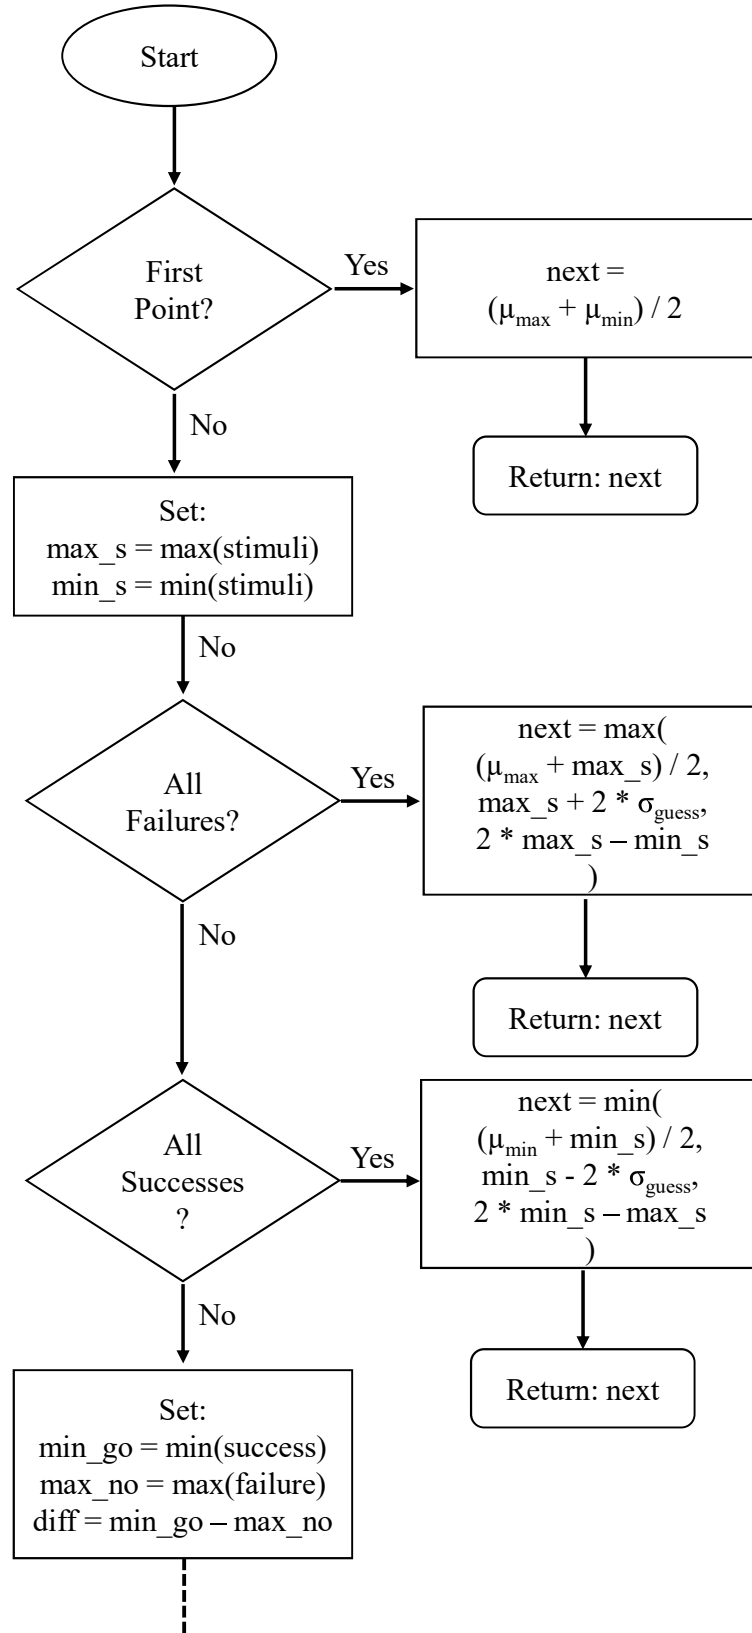 Start
First
Point?
Yes
next =
(μmax + μmin) / 2
No
Return: next
Set:
max_s = max(stimuli)
min_s = min(stimuli)
No
All
Failures?
Yes
next = max(
(μmax + max_s) / 2,
max_s + 2 * σguess,
2 * max_s – min_s
)
No
Return: next
All
Successes
?
Yes
next = min(
(μmin + min_s) / 2,
min_s - 2 * σguess,
2 * min_s – max_s
)
No
Return: next
Set:
min_go = min(success)
max_no = max(failure)
diff = min_go – max_no